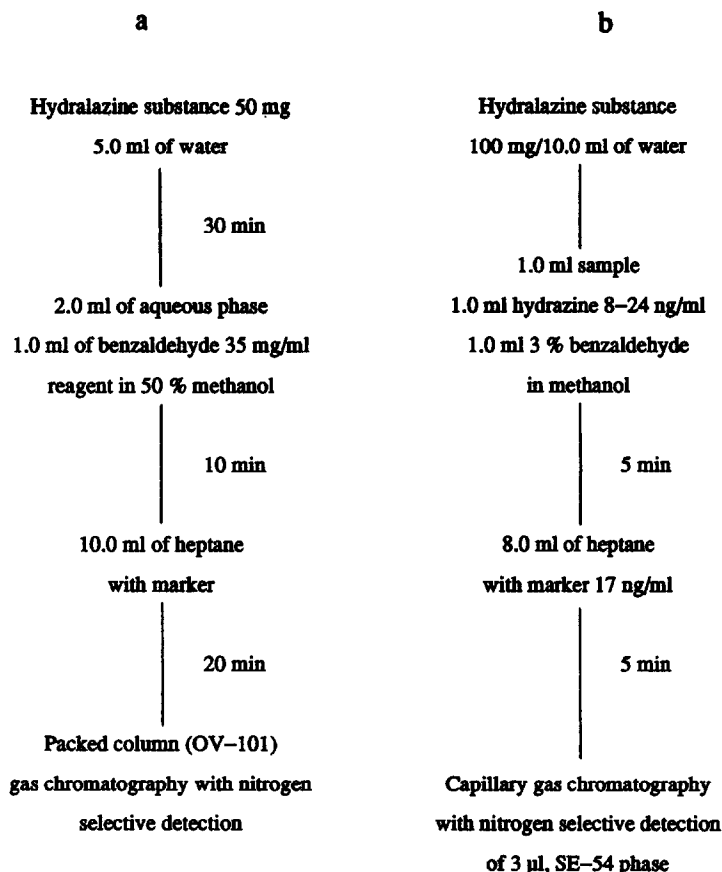 a
Hydralazine substance 50 mg
5.0 ml of water
30 min
2.0 ml of aqueous phase
1.0 ml of benzaldehyde 35 mg/ml
reagent in 50 % methanol
10 min
10.0 ml of heptane
with marker
20 min
Packed column (OV–101)
gas chromatography with nitrogen
selective detection
b
Hydralazine substance
100 mg/10.0 ml of water
1.0 ml sample
1.0 ml hydrazine 8–24 ng/ml
1.0 ml 3 % benzaldehyde
in methanol
5 min
8.0 ml of heptane
with marker 17 ng/ml
5 min
Capillary gas chromatography
with nitrogen selective detection
of 3 µl, SE–54 phase